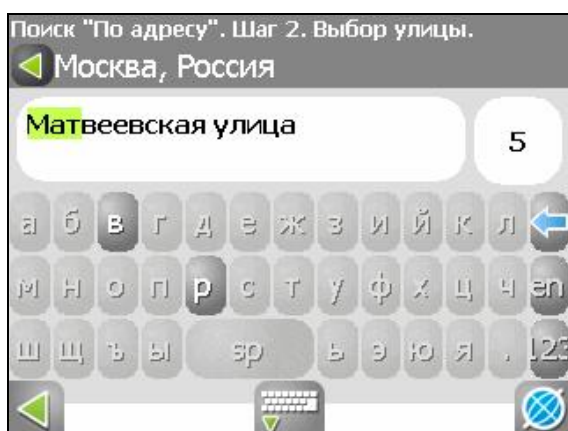 Поиск "По адресу". Шаг 2. Выбор улицы.
Москва, Россия
Матвеевская улица 5
а б в г д е ж з и й к л
м н о п р с т у ф х ц ч en
ш щ ъ ы sp ь э ю я . 123